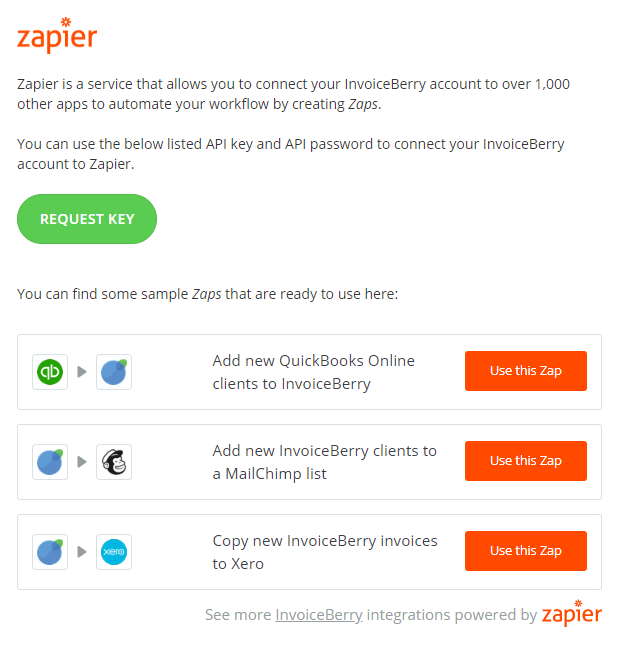 zapier
Zapier is a service that allows you to connect your InvoiceBerry account to over 1,000
other apps to automate your workflow by creating Zaps.
You can use the below listed API key and API password to connect your InvoiceBerry
account to Zapier.
REQUEST KEY
You can find some sample Zaps that are ready to use here:
qb
Add new QuickBooks Online
clients to InvoiceBerry
Use this Zap
Add new InvoiceBerry clients to
a MailChimp list
Use this Zap
xero
Copy new InvoiceBerry invoices
to Xero
Use this Zap
See more InvoiceBerry integrations powered by zapier